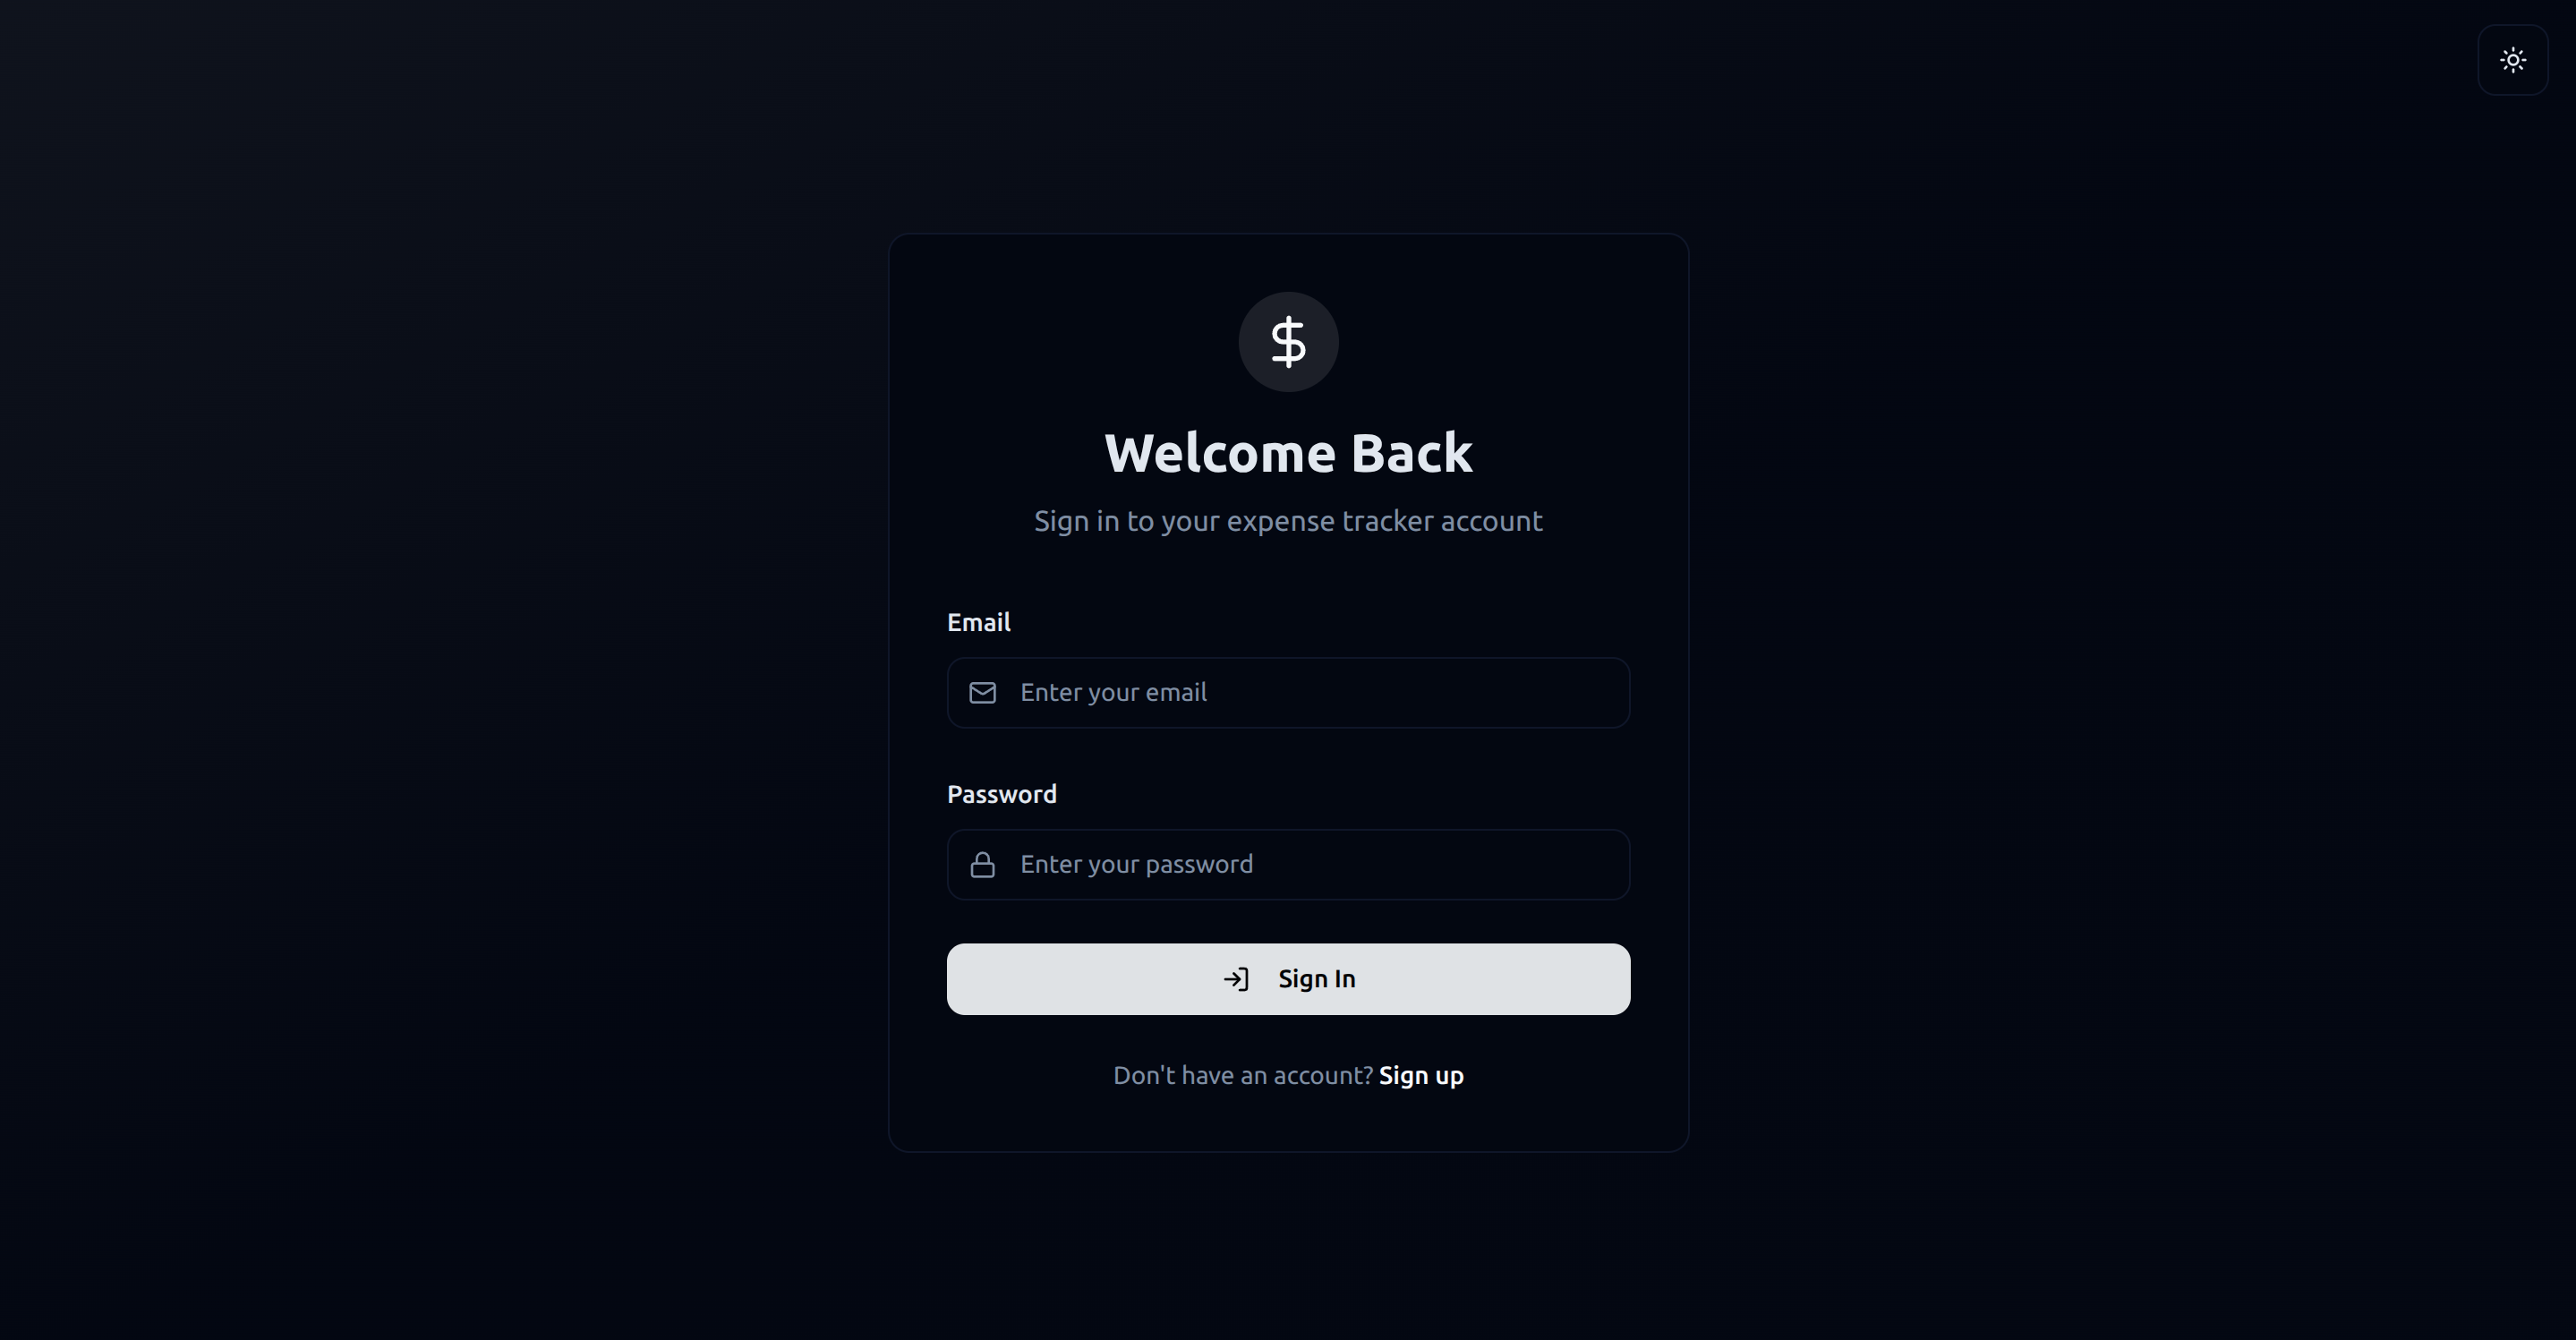 $
Welcome Back
Sign in to your expense tracker account
Email
Enter your email
Password
Enter your password
Sign In
Don't have an account? Sign up